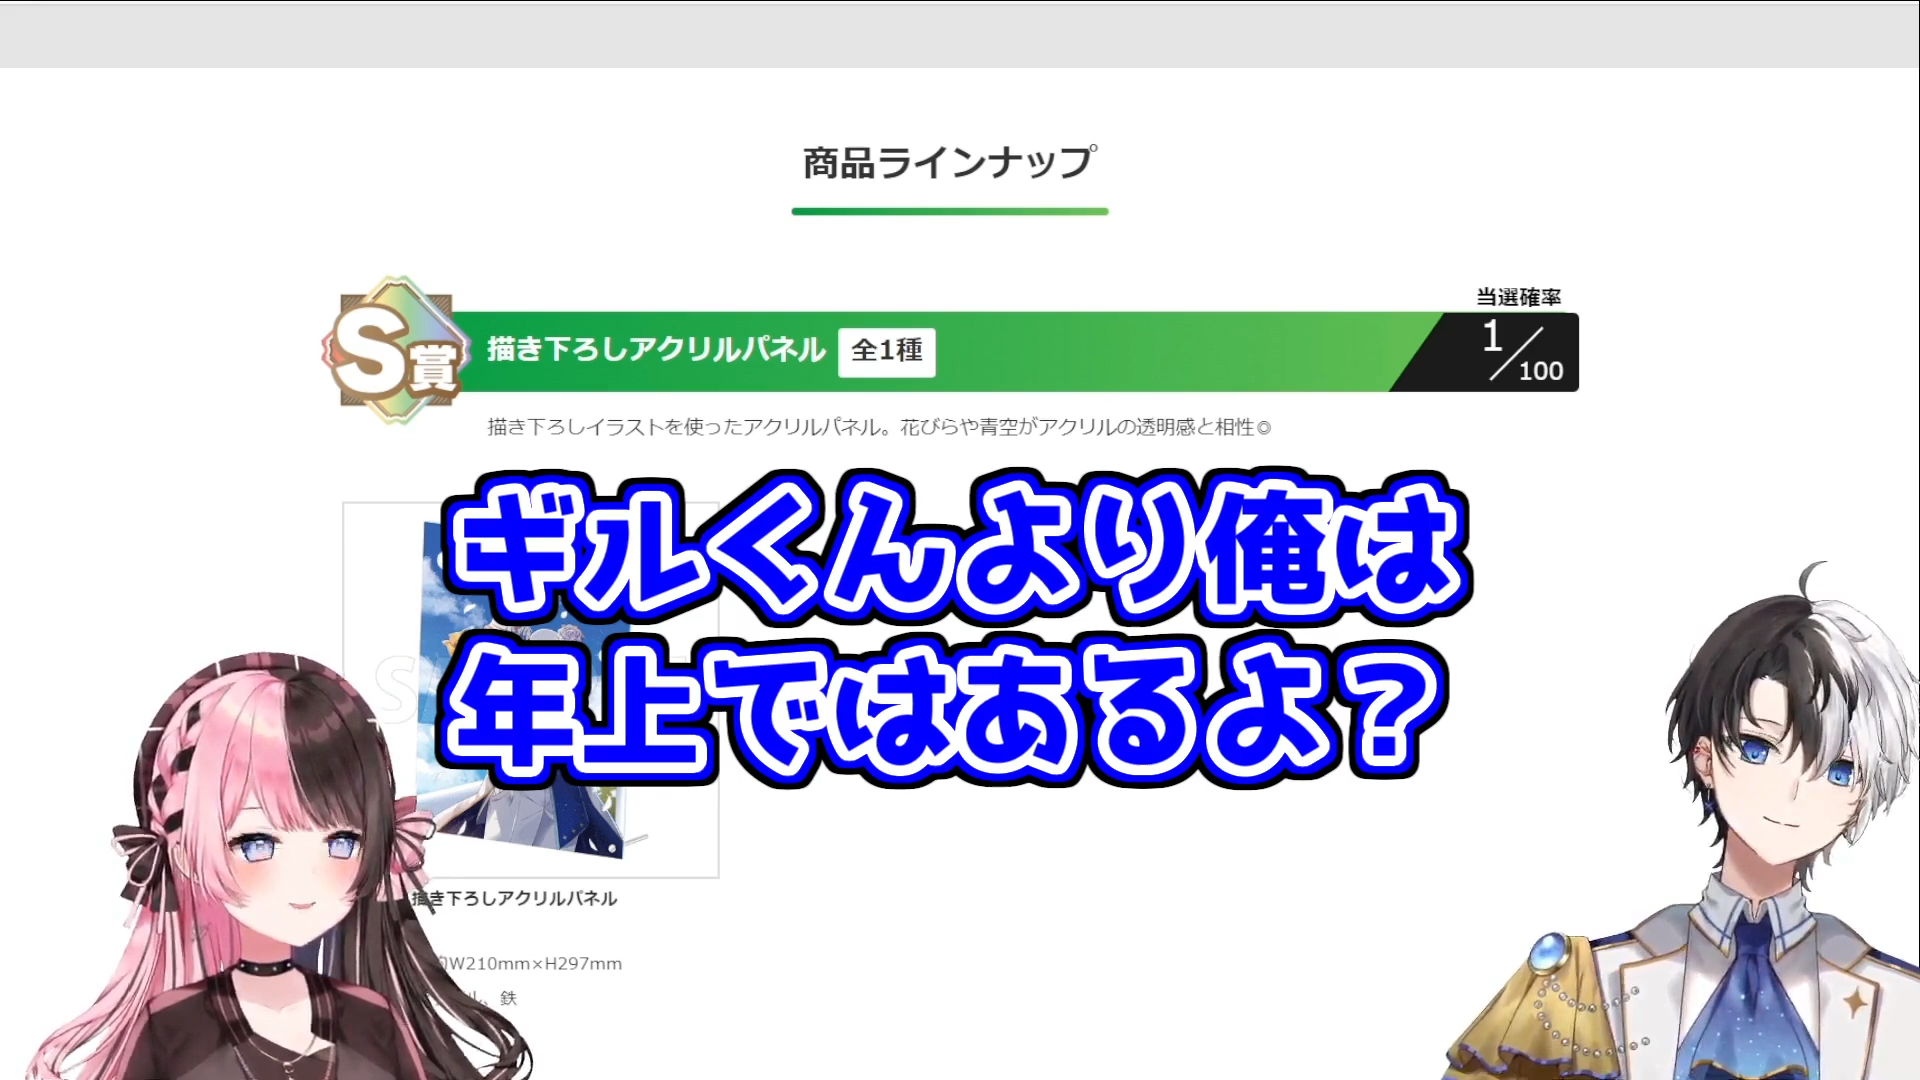 商品ラインナップ
当選確率
S賞 描き下ろしアクリルパネル 全1種 1/100
描き下ろしイラストを使ったアクリルパネル。花びらや青空がアクリルの透明感と相性◎
ギルくんより俺は
年上ではあるよ？
描き下ろしアクリルパネル
W210mm×H297mm
ル、鉄